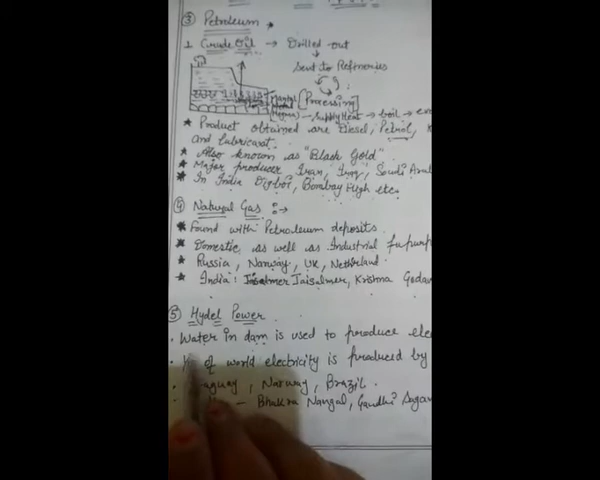 ③ Petroleum *
1 Crude Oil → Drilled out
Sent to Refineries
[Processing]
Supply Heat → boil →
* Product obtained are Diesel, Petrol,
and Lubricant.
* Also known as "Black Gold"
* Major producer Iran, Iraq, Saudi
* In India Digboi, Bombay High etc
④ Natural Gas :→
* Found with Petroleum deposits
* Domestic as well as Industrial
* Russia, Norway, UK, Netherland.
* India: Jaisalmer, Krishna
⑤ Hydel Power.
. Water in dam is used to produce
of world electricity is produced by
, Norway, Brazil.
- Bhakra Nangal, Gandhi